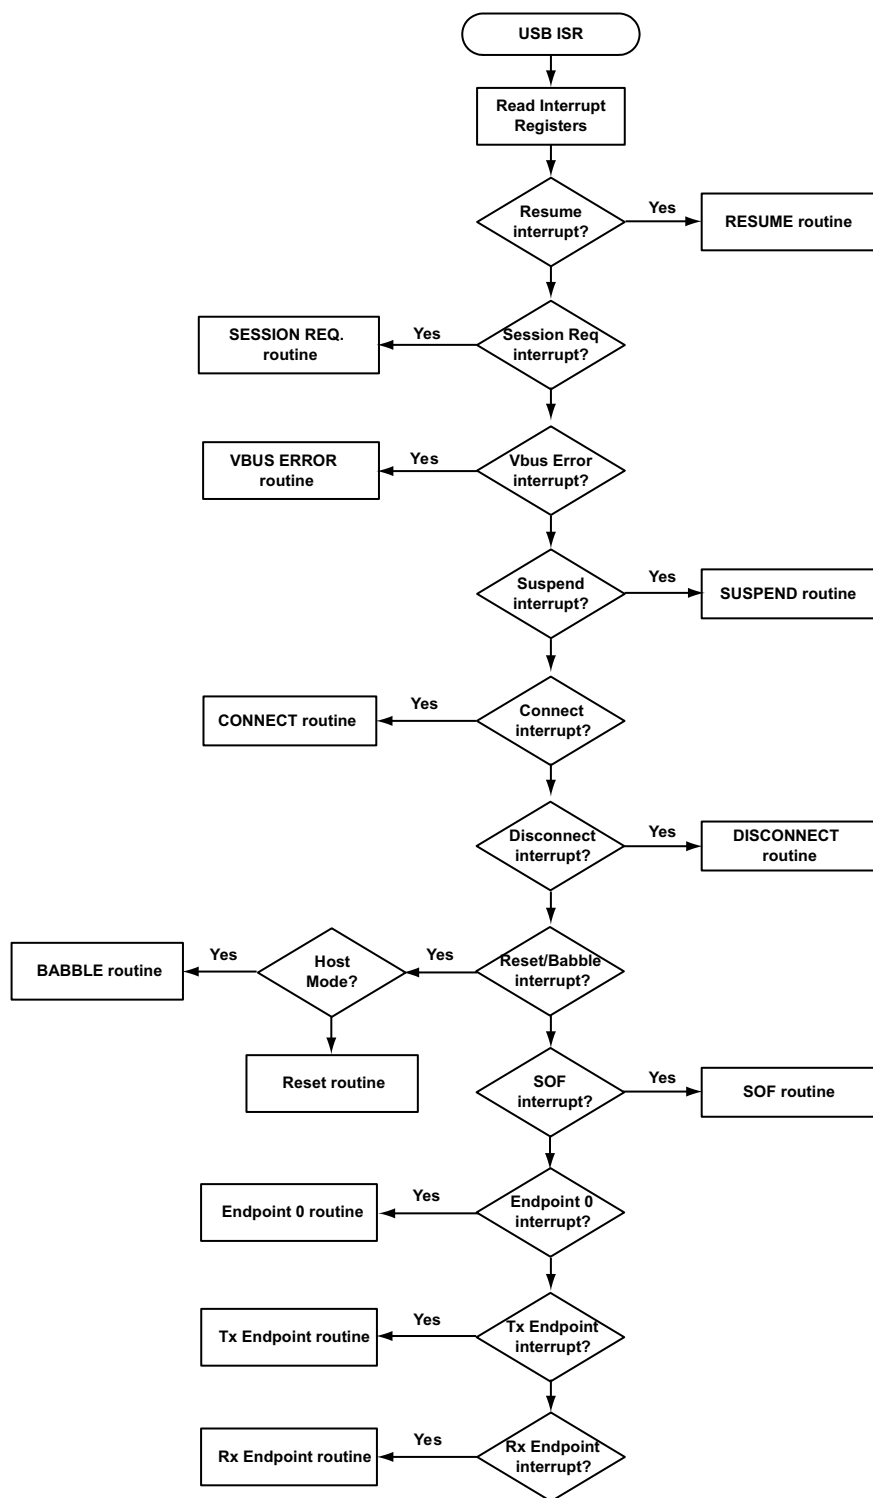 USB ISR
Read Interrupt
Registers
Resume
interrupt?
Yes
RESUME routine
SESSION REQ.
routine
Yes
Session Req
interrupt?
VBUS ERROR
routine
Yes
Vbus Error
interrupt?
Suspend
interrupt?
Yes
SUSPEND routine
CONNECT routine
Yes
Connect
interrupt?
Disconnect
interrupt?
Yes
DISCONNECT
routine
BABBLE routine
Yes
Host
Mode?
Yes
Reset/Babble
interrupt?
Reset routine
SOF
interrupt?
Yes
SOF routine
Endpoint 0 routine
Yes
Endpoint 0
interrupt?
Tx Endpoint routine
Yes
Tx Endpoint
interrupt?
Rx Endpoint routine
Yes
Rx Endpoint
interrupt?